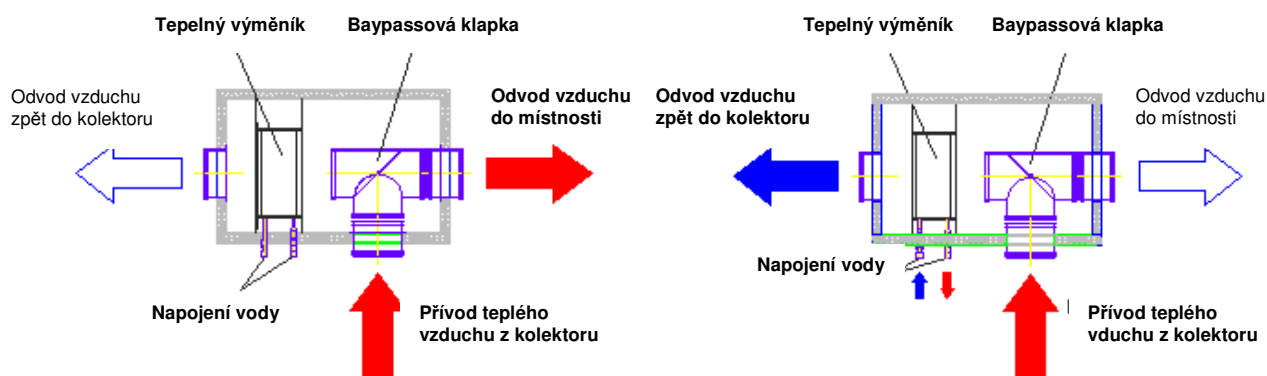 Tepelný výměník
Baypassová klapka
Odvod vzduchu
zpět do kolektoru
Odvod vzduchu
do místnosti
Napojení vody
Přívod teplého
vzduchu z kolektoru
Tepelný výměník
Baypassová klapka
Odvod vzduchu
zpět do kolektoru
Odvod vzduchu
do místnosti
Napojení vody
Přívod teplého
vduchu z kolektoru